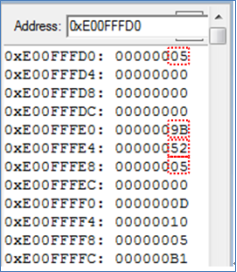 Address: 0xE00FFFD0
0xE00FFFD0: 00000005
0xE00FFFD4: 00000000
0xE00FFFD8: 00000000
0xE00FFFDC: 00000000
0xE00FFFE0: 0000009B
0xE00FFFE4: 00000052
0xE00FFFE8: 00000005
0xE00FFFEC: 00000000
0xE00FFFF0: 0000000D
0xE00FFFF4: 00000010
0xE00FFFF8: 00000005
0xE00FFFFC: 000000B1